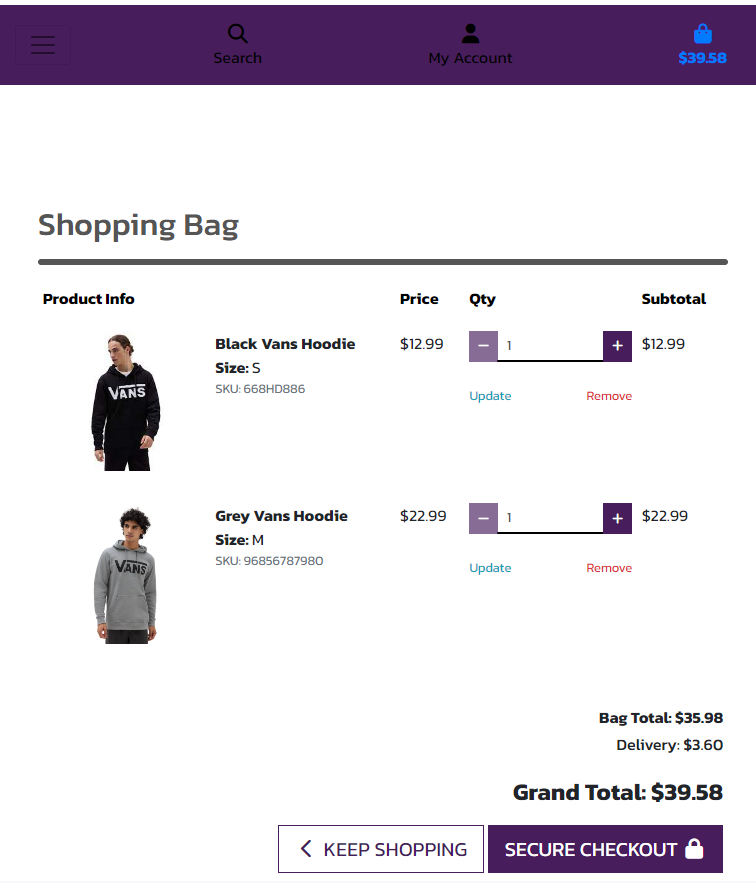 Search
My Account
$39.58
Shopping Bag
Product Info Price Qty Subtotal
VANS
Black Vans Hoodie
Size: S
SKU: 668HD886
$12.99
− 1 +
$12.99
Update Remove
VANS
Grey Vans Hoodie
Size: M
SKU: 96856787980
$22.99
− 1 +
$22.99
Update Remove
Bag Total: $35.98
Delivery: $3.60
Grand Total: $39.58
KEEP SHOPPING
SECURE CHECKOUT